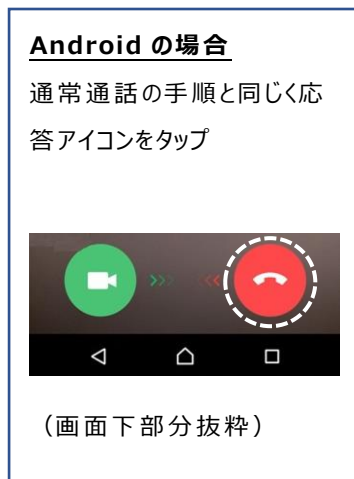 Android の場合
通常通話の手順と同じく応
答アイコンをタップ
（画面下部分抜粋）